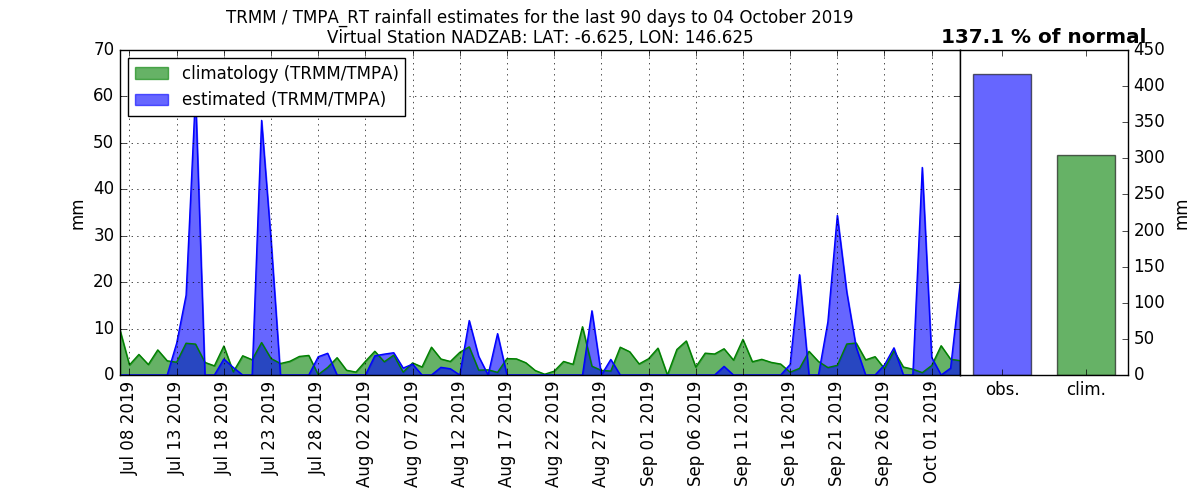 TRMM / TMPA_RT rainfall estimates for the last 90 days to 04 October 2019
Virtual Station NADZAB: LAT: -6.625, LON: 146.625
137.1 % of normal
climatology (TRMM/TMPA)
estimated (TRMM/TMPA)
mm
70
60
50
40
30
20
10
0
Jul 08 2019
Jul 13 2019
Jul 18 2019
Jul 23 2019
Jul 28 2019
Aug 02 2019
Aug 07 2019
Aug 12 2019
Aug 17 2019
Aug 22 2019
Aug 27 2019
Sep 01 2019
Sep 06 2019
Sep 11 2019
Sep 16 2019
Sep 21 2019
Sep 26 2019
Oct 01 2019
450
400
350
300
250
200
150
100
50
0
mm
obs.
clim.